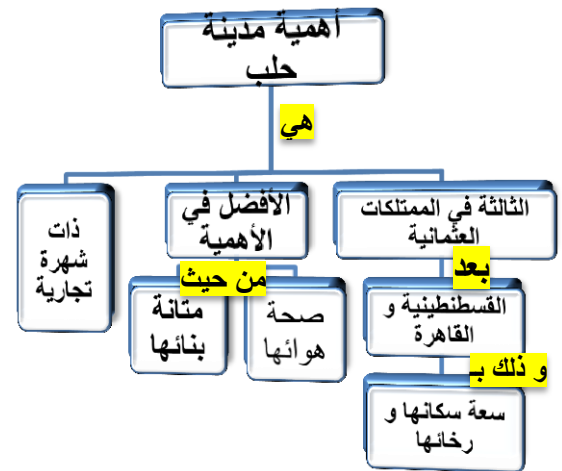 أهمية مدينة
حلب
هي
الثالثة في الممتلكات
العثمانية
بعد
القسطنطينية و
القاهرة
و ذلك بـ
سعة سكانها و
رخائها
الأفضل في
الأهمية
من حيث
صحة
هوائها
متانة
بنائها
ذات
شهرة
تجارية